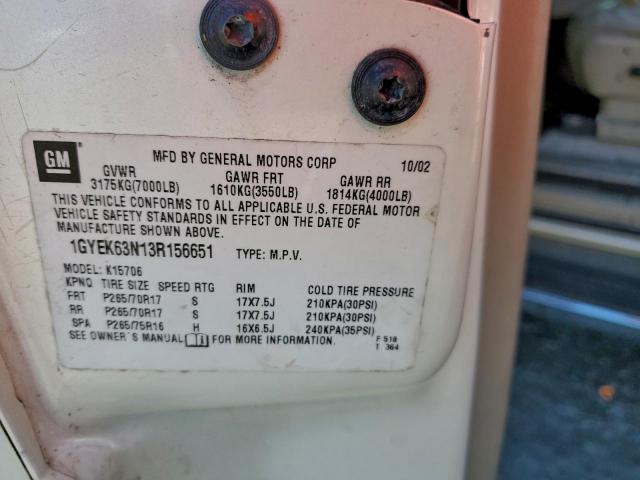 GM
MFD BY GENERAL MOTORS CORP 10/02
GVWR GAWR FRT GAWR RR
3175KG(7000LB) 1610KG(3550LB) 1814KG(4000LB)
THIS VEHICLE CONFORMS TO ALL APPLICABLE U.S. FEDERAL MOTOR
VEHICLE SAFETY STANDARDS IN EFFECT ON THE DATE OF
MANUFACTURE SHOWN ABOVE.
1GYEK63N13R156651 TYPE: M.P.V.
MODEL: K15706
KPNQ TIRE SIZE SPEED RTG RIM COLD TIRE PRESSURE
FRT P265/70R17 S 17X7.5J 210KPA(30PSI)
RR P265/70R17 S 17X7.5J 210KPA(30PSI)
SPA P265/75R16 H 16X6.5J 240KPA(35PSI)
SEE OWNER'S MANUAL FOR MORE INFORMATION.
F 518
T 364